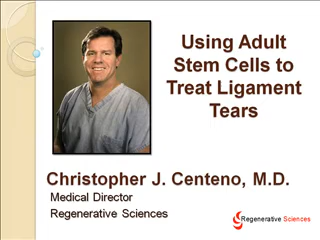 Using Adult
Stem Cells to
Treat Ligament
Tears
Christopher J. Centeno, M.D.
Medical Director
Regenerative Sciences
Regenerative Sciences